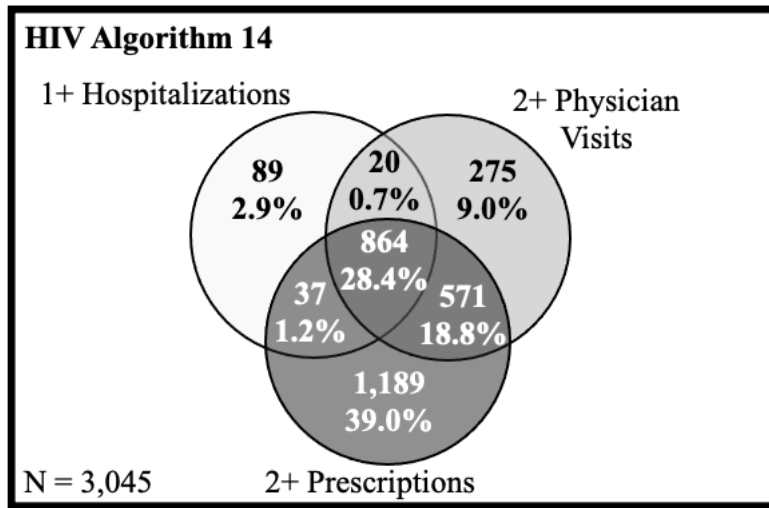 HIV Algorithm 14
1+ Hospitalizations
2+ Physician
Visits
89
2.9%
20
0.7%
275
9.0%
864
28.4%
37
1.2%
571
18.8%
1,189
39.0%
N = 3,045
2+ Prescriptions